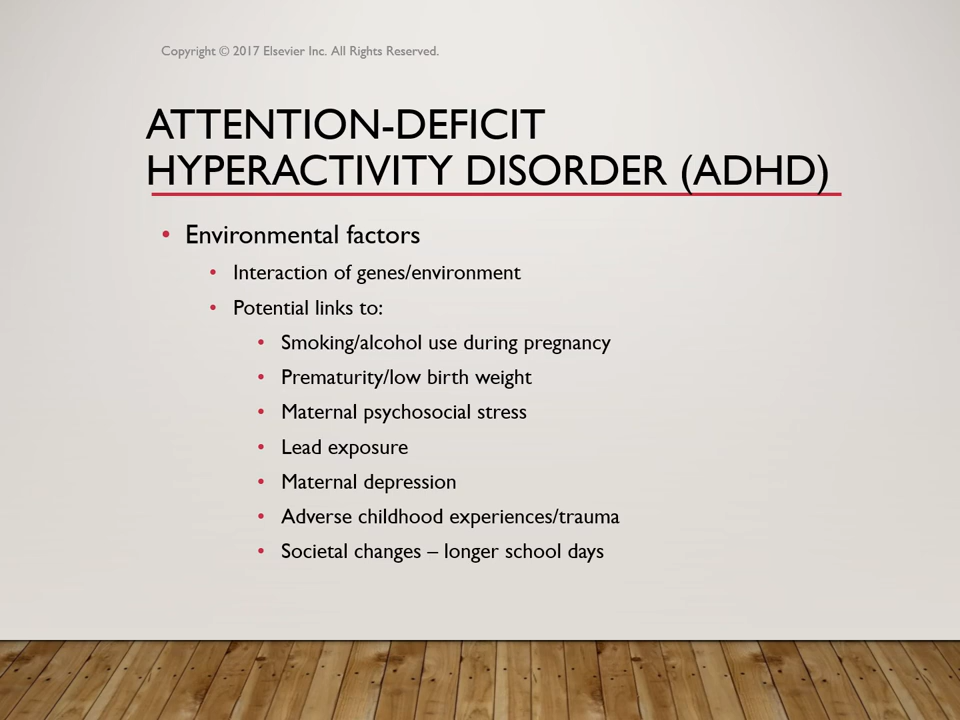 Copyright © 2017 Elsevier Inc. All Rights Reserved.
ATTENTION-DEFICIT
HYPERACTIVITY DISORDER (ADHD)
• Environmental factors
• Interaction of genes/environment
• Potential links to:
• Smoking/alcohol use during pregnancy
• Prematurity/low birth weight
• Maternal psychosocial stress
• Lead exposure
• Maternal depression
• Adverse childhood experiences/trauma
• Societal changes – longer school days